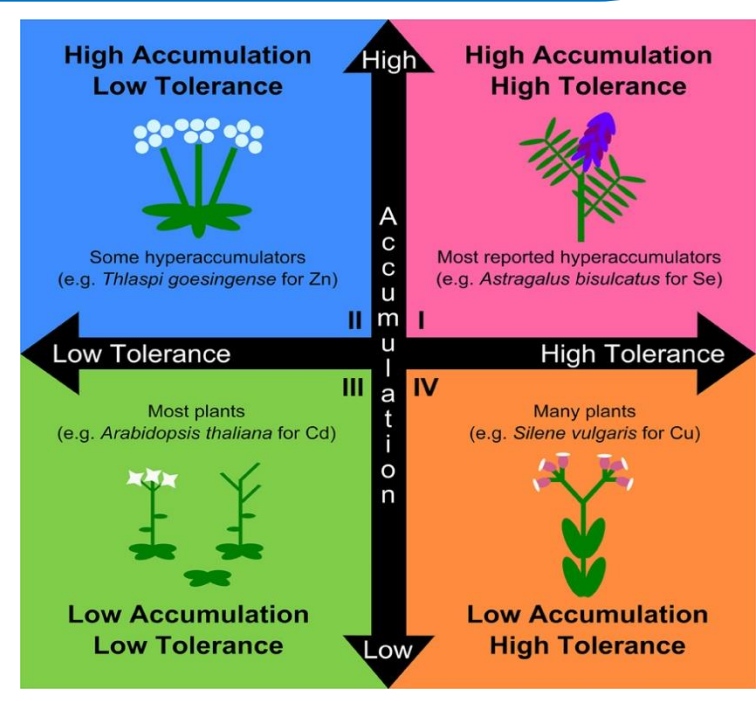 High Accumulation
Low Tolerance
High
High Accumulation
High Tolerance
Some hyperaccumulators
(e.g. Thlaspi goesingense for Zn)
Most reported hyperaccumulators
(e.g. Astragalus bisulcatus for Se)
II
I
Accumulation
Low Tolerance
High Tolerance
III
IV
Most plants
(e.g. Arabidopsis thaliana for Cd)
Many plants
(e.g. Silene vulgaris for Cu)
Low Accumulation
Low Tolerance
Low
Low Accumulation
High Tolerance